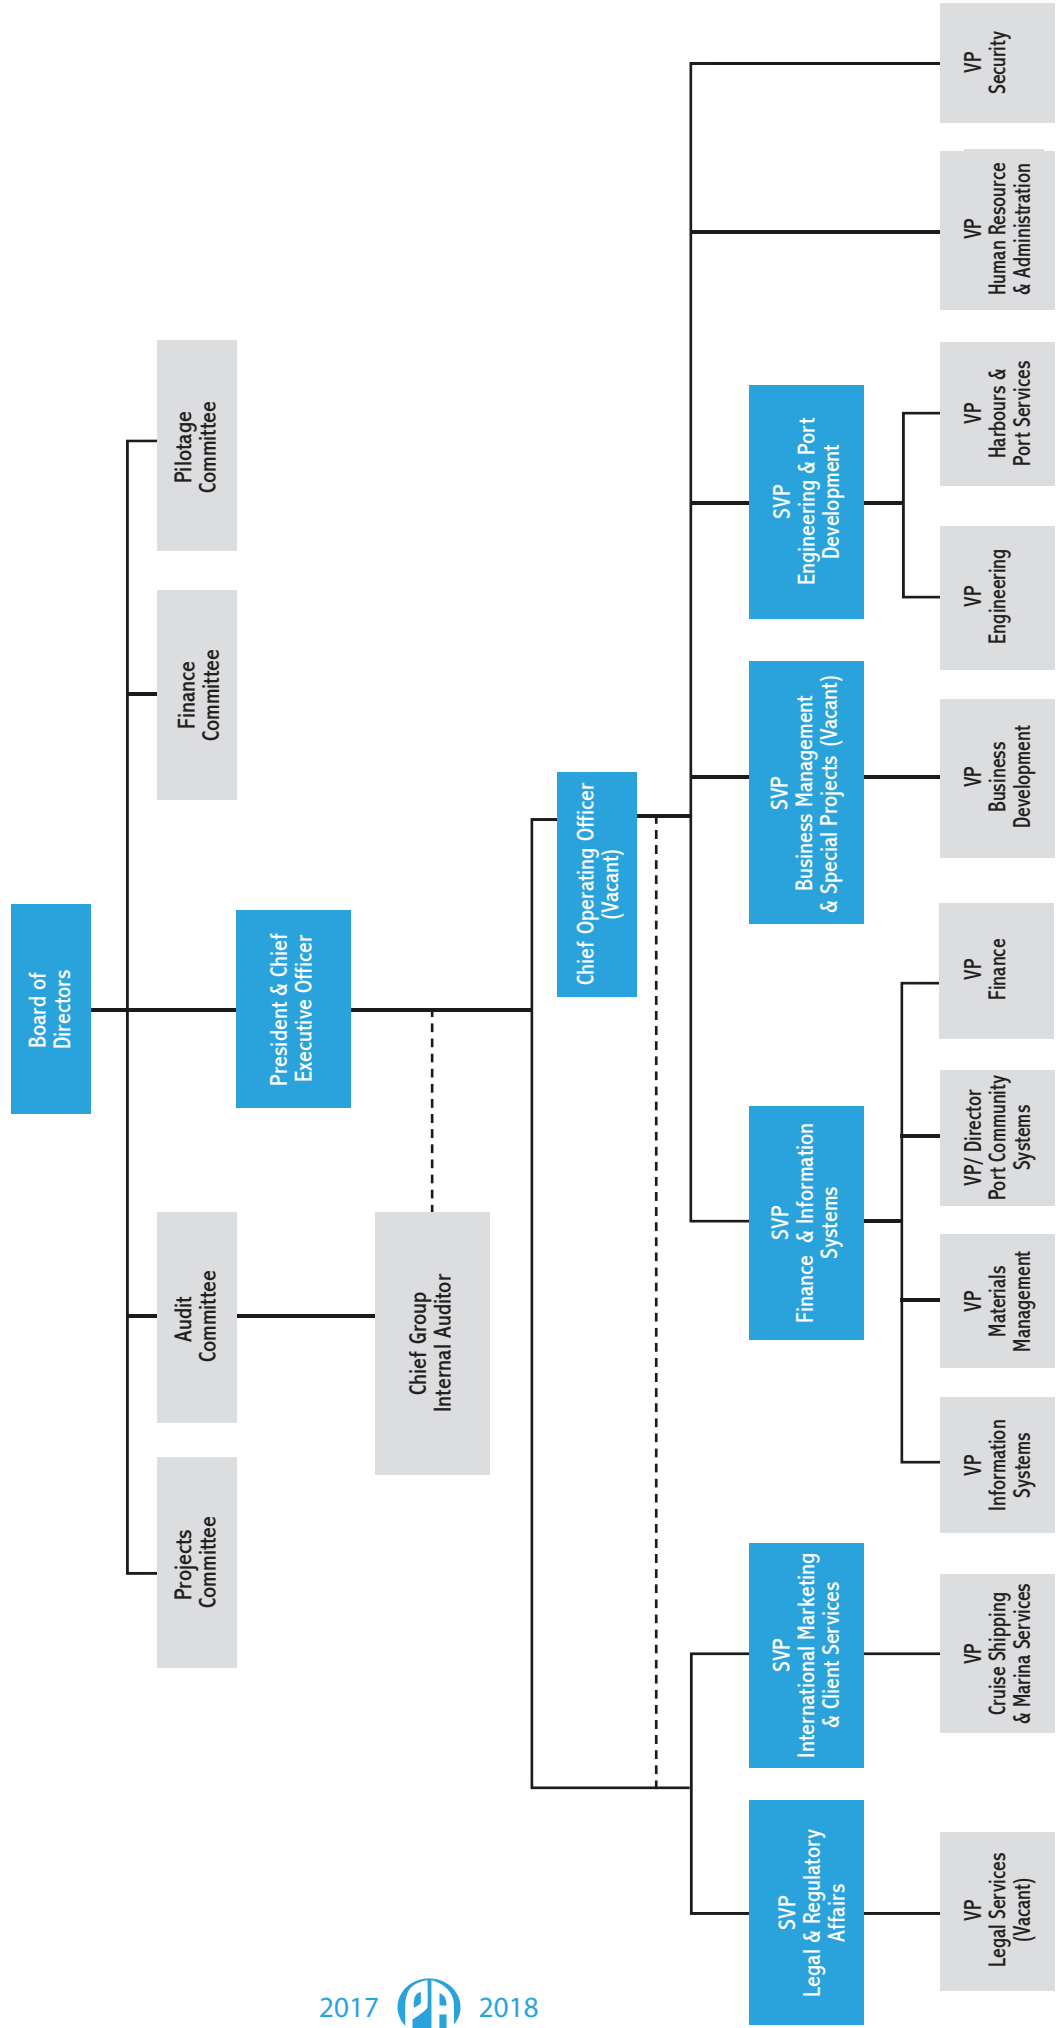 Board of
Directors
Projects
Committee
Audit
Committee
Finance
Committee
Pilotage
Committee
President & Chief
Executive Officer
Chief Group
Internal Auditor
Chief Operating Officer
(Vacant)
SVP
Legal & Regulatory
Affairs
SVP
International Marketing
& Client Services
SVP
Finance & Information
Systems
SVP
Business Management
& Special Projects (Vacant)
SVP
Engineering & Port
Development
VP
Legal Services
(Vacant)
VP
Cruise Shipping
& Marina Services
VP
Information
Systems
VP
Materials
Management
VP/ Director
Port Community
Systems
VP
Finance
VP
Business
Development
VP
Engineering
VP
Harbours &
Port Services
VP
Human Resource
& Administration
VP
Security
2017 PA 2018